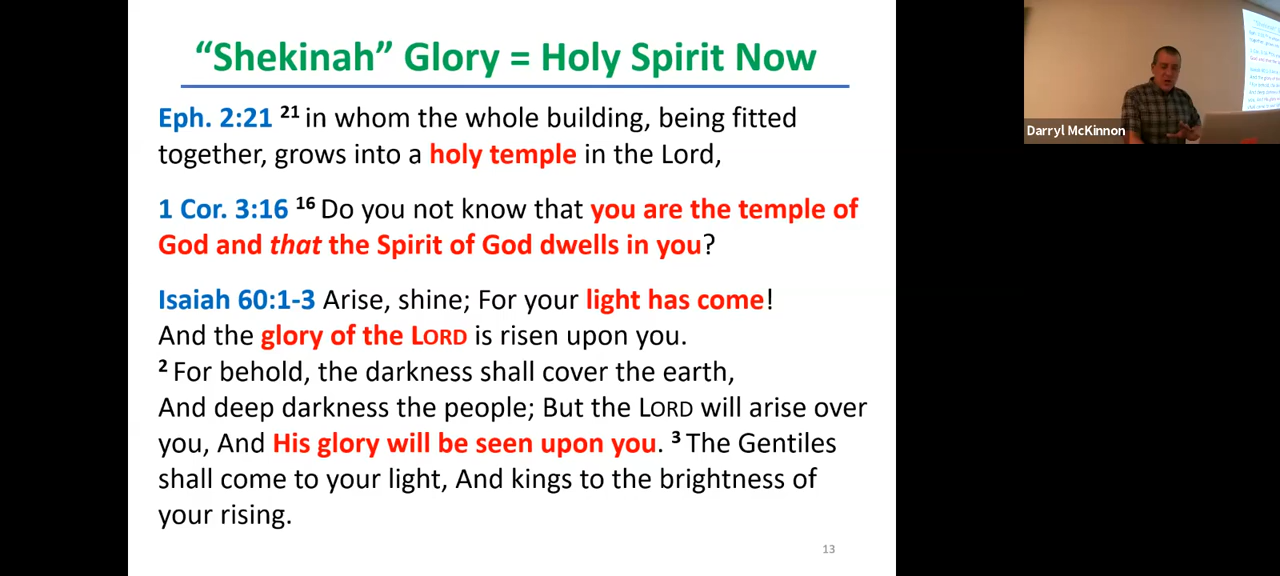 “Shekinah” Glory = Holy Spirit Now
Eph. 2:21 21 in whom the whole building, being fitted
together, grows into a holy temple in the Lord,
1 Cor. 3:16 16 Do you not know that you are the temple of
God and that the Spirit of God dwells in you?
Isaiah 60:1-3 Arise, shine; For your light has come!
And the glory of the LORD is risen upon you.
2 For behold, the darkness shall cover the earth,
And deep darkness the people; But the LORD will arise over
you, And His glory will be seen upon you. 3 The Gentiles
shall come to your light, And kings to the brightness of
your rising.
13
Darryl McKinnon